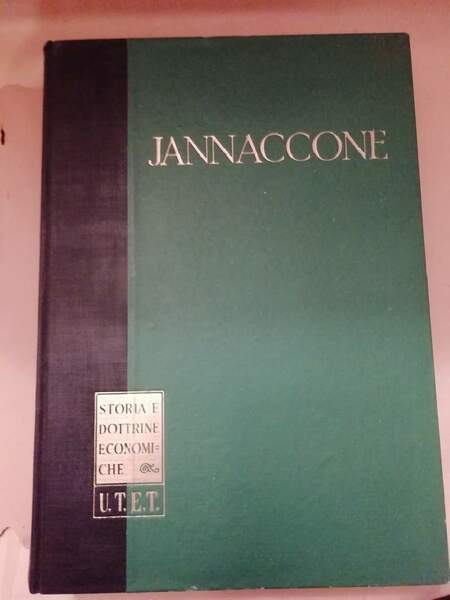 JANNACCONE
STORIA E
DOTTRINE
ECONOMI=
CHE
U.T.E.T.